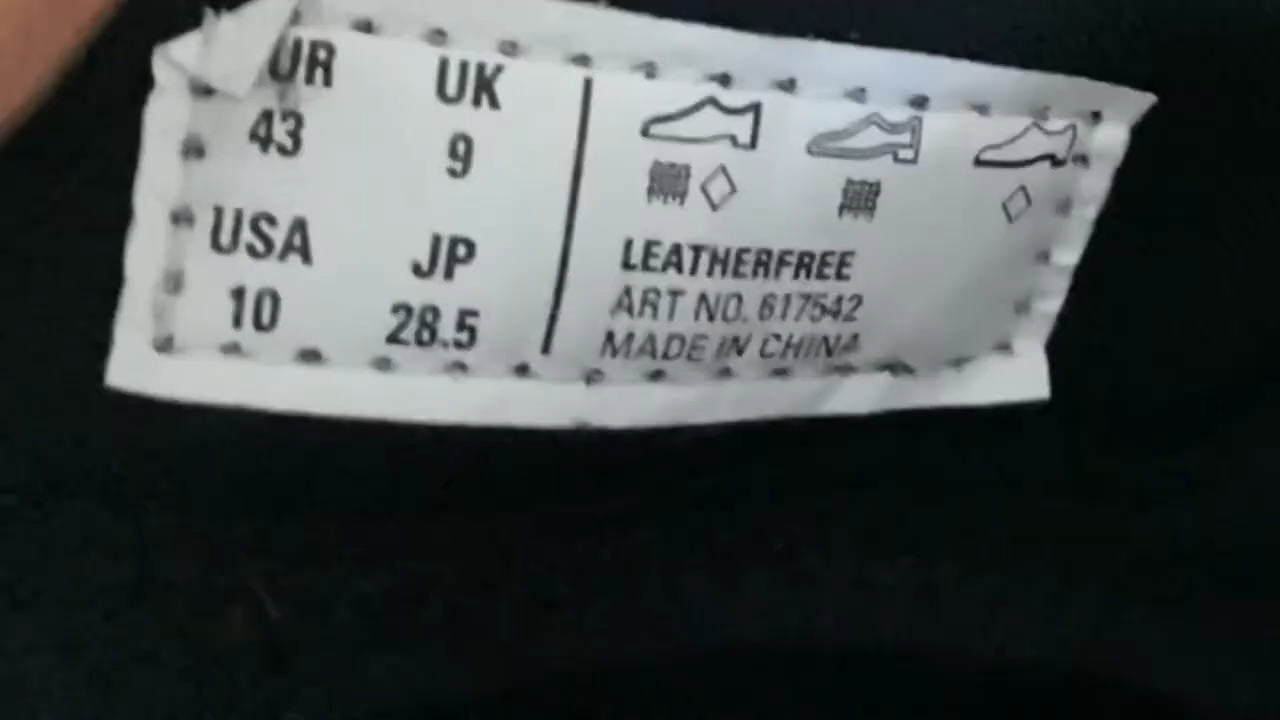 UR UK
43 9
USA JP
10 28.5
LEATHERFREE
ART NO. 617542
MADE IN CHINA